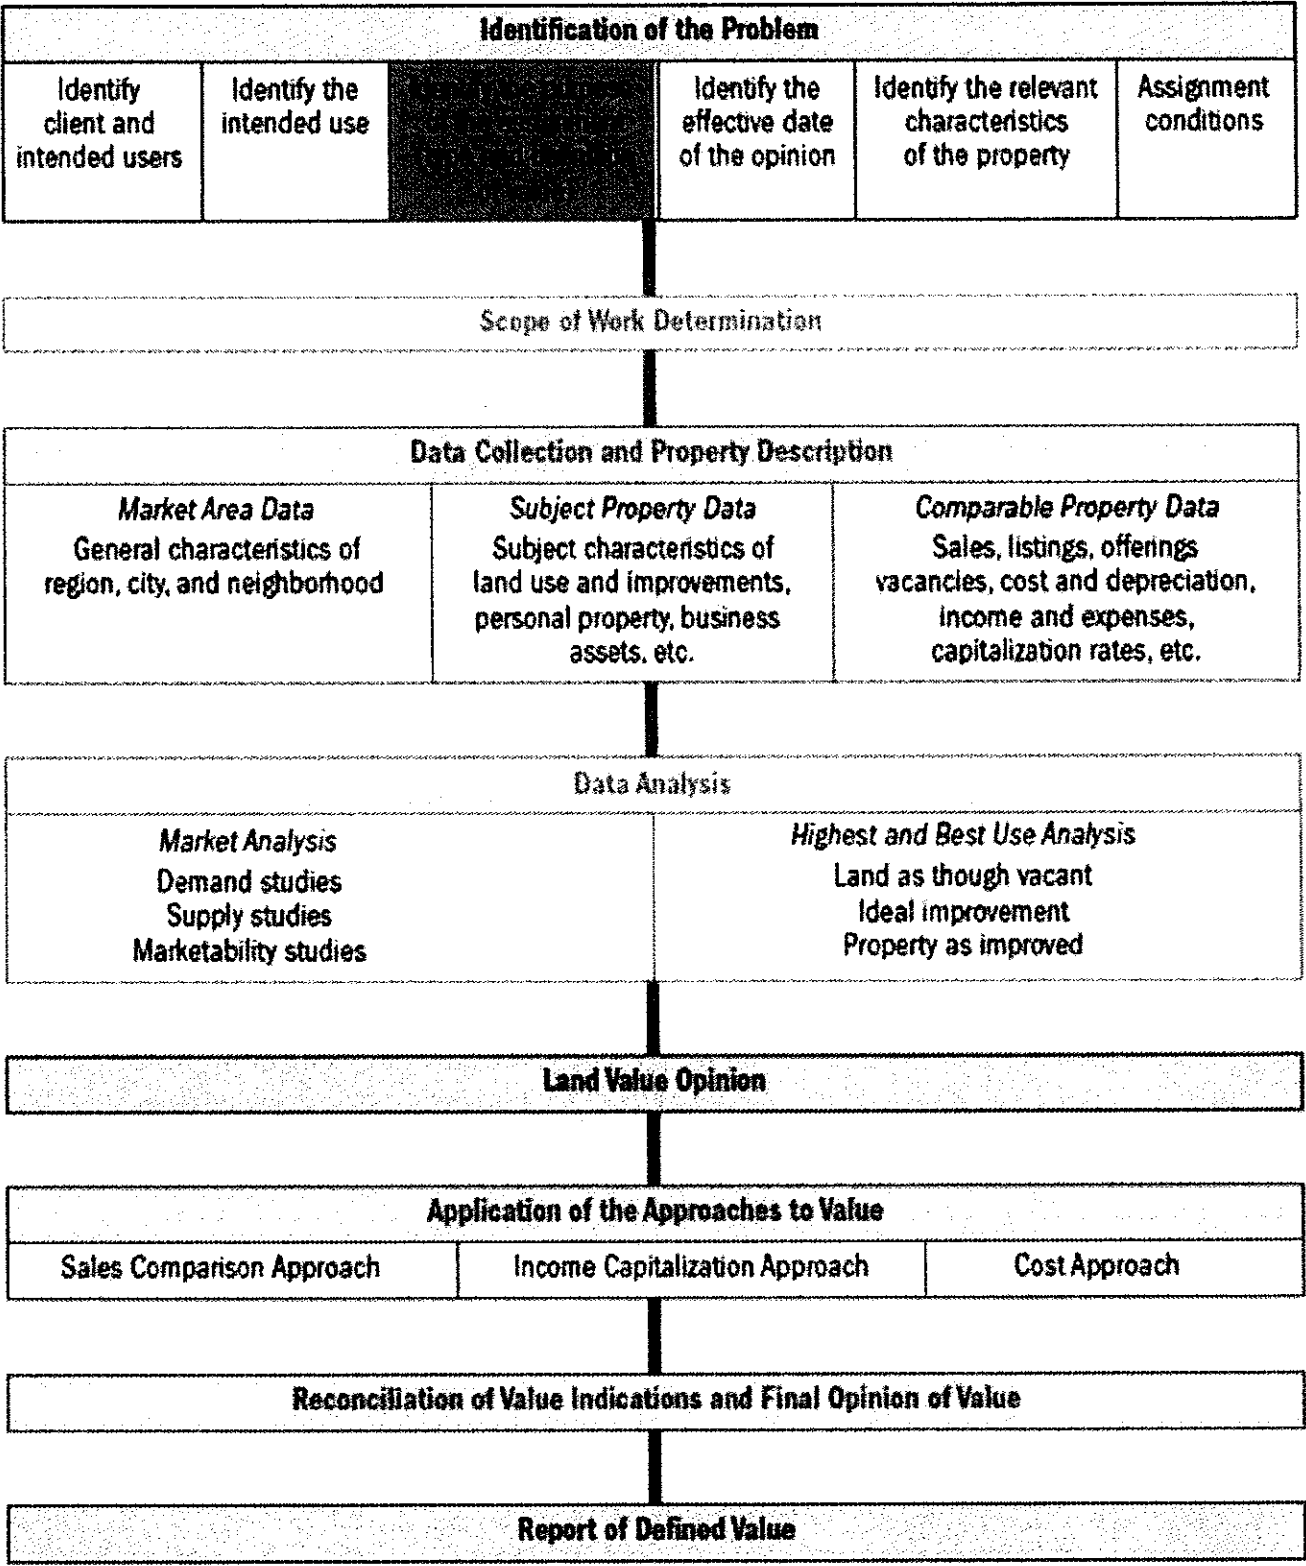 Identification of the Problem
Identify
client and
intended users
Identify the
intended use
Identify the
effective date
of the opinion
Identify the relevant
characteristics
of the property
Assignment
conditions
Scope of Work Determination
Data Collection and Property Description
Market Area Data
General characteristics of
region, city, and neighborhood
Subject Property Data
Subject characteristics of
land use and improvements,
personal property, business
assets, etc.
Comparable Property Data
Sales, listings, offerings
vacancies, cost and depreciation,
income and expenses,
capitalization rates, etc.
Data Analysis
Market Analysis
Demand studies
Supply studies
Marketability studies
Highest and Best Use Analysis
Land as though vacant
Ideal improvement
Property as improved
Land Value Opinion
Application of the Approaches to Value
Sales Comparison Approach
Income Capitalization Approach
Cost Approach
Reconciliation of Value Indications and Final Opinion of Value
Report of Defined Value